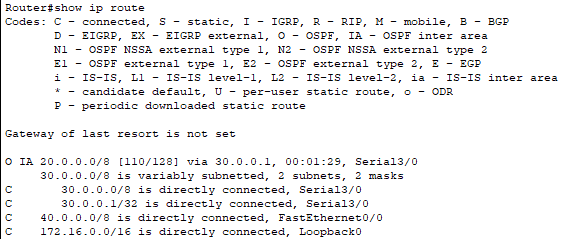 Router#show ip route
Codes: C - connected, S - static, I - IGRP, R - RIP, M - mobile, B - BGP
D - EIGRP, EX - EIGRP external, O - OSPF, IA - OSPF inter area
N1 - OSPF NSSA external type 1, N2 - OSPF NSSA external type 2
E1 - OSPF external type 1, E2 - OSPF external type 2, E - EGP
i - IS-IS, L1 - IS-IS level-1, L2 - IS-IS level-2, ia - IS-IS inter area
* - candidate default, U - per-user static route, o - ODR
P - periodic downloaded static route
Gateway of last resort is not set
O IA 20.0.0.0/8 [110/128] via 30.0.0.1, 00:01:29, Serial3/0
30.0.0.0/8 is variably subnetted, 2 subnets, 2 masks
C 30.0.0.0/8 is directly connected, Serial3/0
C 30.0.0.1/32 is directly connected, Serial3/0
C 40.0.0.0/8 is directly connected, FastEthernet0/0
C 172.16.0.0/16 is directly connected, Loopback0